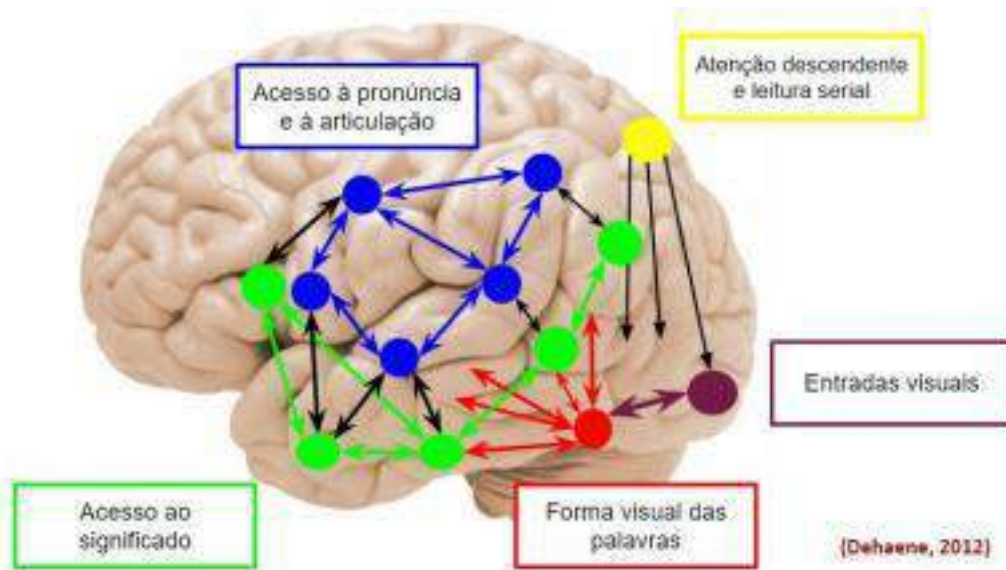 Atenção descendente
e leitura serial
Acesso à pronúncia
e à articulação
Entradas visuais
Acesso ao
significado
Forma visual das
palavras
(Dehaene, 2012)